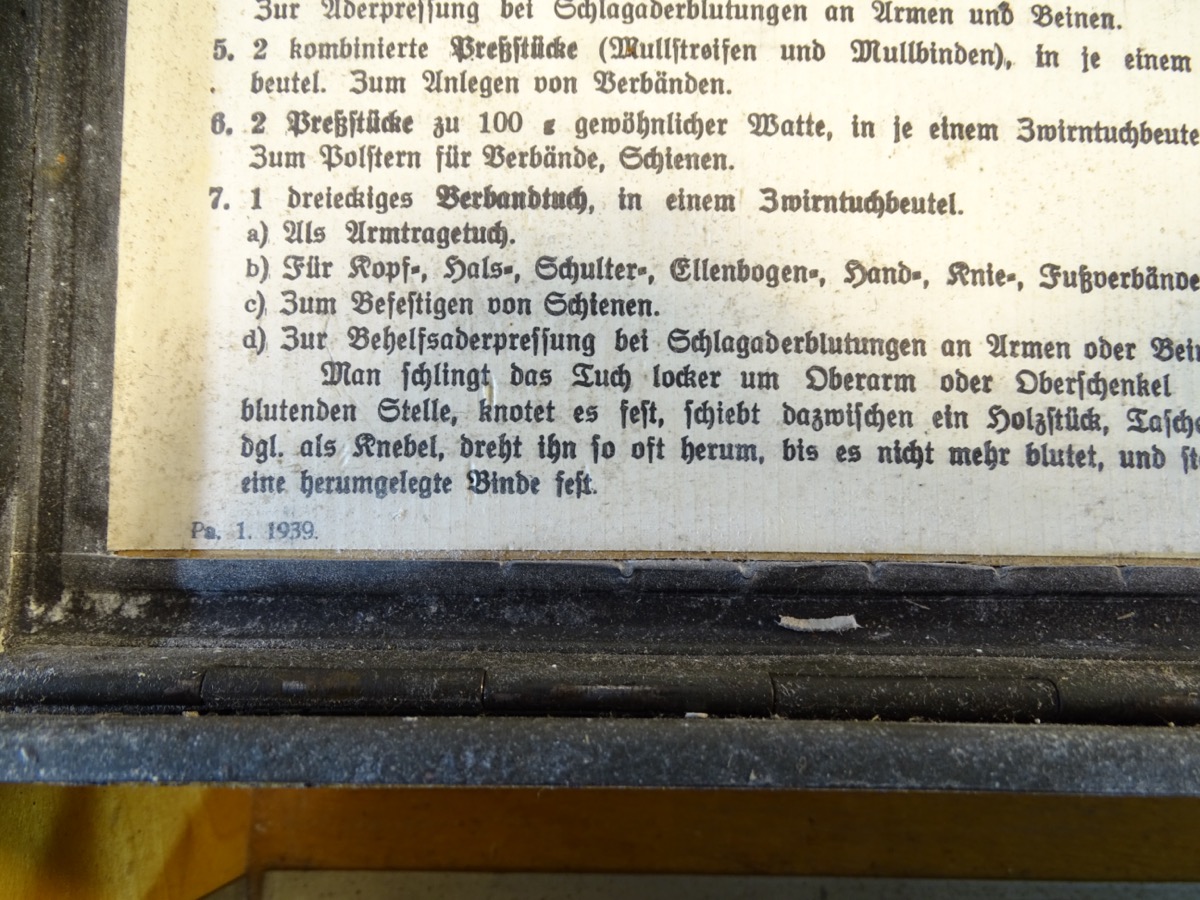 Zur Aderpressung bei Schlagaderblutungen an Armen und Beinen.
5. 2 kombinierte Preßstücke (Mullstreifen und Mullbinden), in je einem
beutel. Zum Anlegen von Verbänden.
6. 2 Preßstücke zu 100 g gewöhnlicher Watte, in je einem Zwirntuchbeute
Zum Polstern für Verbände, Schienen.
7. 1 dreieckiges Verbandtuch, in einem Zwirntuchbeutel.
a) Als Armtragetuch.
b) Für Kopf-, Hals-, Schulter-, Ellenbogen-, Hand-, Knie-, Fußverbände
c) Zum Befestigen von Schienen.
d) Zur Behelfsaderpressung bei Schlagaderblutungen an Armen oder Bein
Man schlingt das Tuch locker um Oberarm oder Oberschenkel
blutenden Stelle, knotet es fest, schiebt dazwischen ein Holzstück, Tasche
dgl. als Knebel, dreht ihn so oft herum, bis es nicht mehr blutet, und st
eine herumgelegte Binde fest.
Pa. 1. 1939.